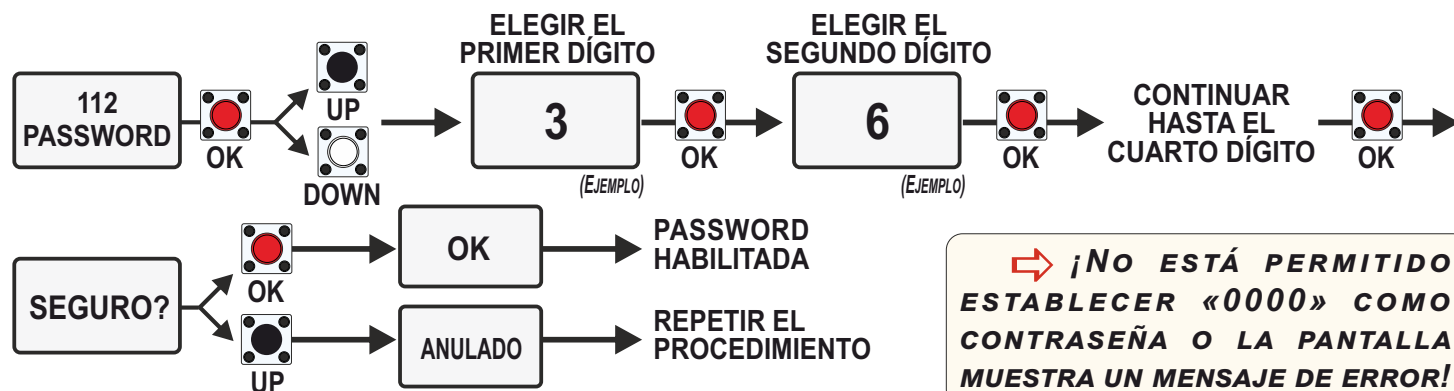 ELEGIR EL
PRIMER DÍGITO
ELEGIR EL
SEGUNDO DÍGITO
112
PASSWORD
OK
UP
DOWN
3
(EJEMPLO)
OK
6
(EJEMPLO)
OK
CONTINUAR
HASTA EL
CUARTO DÍGITO
OK
SEGURO?
OK
OK
PASSWORD
HABILITADA
UP
ANULADO
REPETIR EL
PROCEDIMIENTO
¡NO ESTÁ PERMITIDO
ESTABLECER «0000» COMO
CONTRASEÑA O LA PANTALLA
MUESTRA UN MENSAJE DE ERROR!